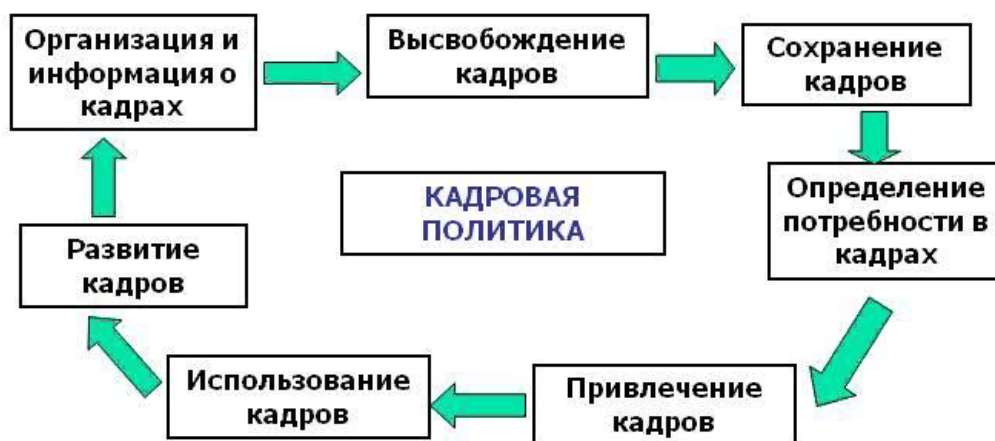 Организация и
информация о
кадрах
Высвобождение
кадров
Сохранение
кадров
КАДРОВАЯ
ПОЛИТИКА
Определение
потребности в
кадрах
Развитие
кадров
Использование
кадров
Привлечение
кадров